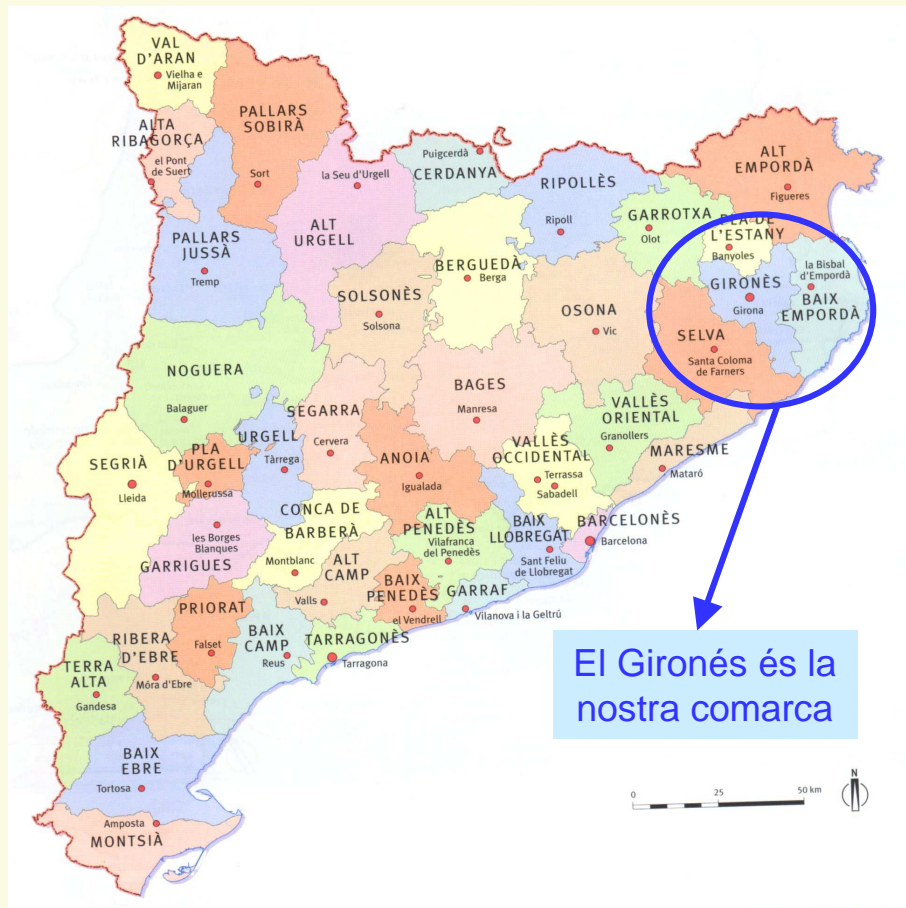 VAL
D'ARAN
Vielha e
Mijaran
PALLARS
SOBIRÀ
Sort
ALTA
RIBAGORÇA
el Pont
de Suert
la Seu d'Urgell
ALT
URGELL
Puigcerdà
CERDANYA
RIPOLLÈS
Ripoll
ALT
EMPORDÀ
Figueres
GARROTXA
Olot
PLA DE
L'ESTANY
Banyoles
PALLARS
JUSSÀ
Tremp
BERGUEDÀ
Berga
SOLSONÈS
Solsona
OSONA
Vic
GIRONÈS
Girona
la Bisbal
d'Empordà
BAIX
EMPORDÀ
SELVA
Santa Coloma
de Farners
NOGUERA
Balaguer
SEGARRA
Cervera
BAGES
Manresa
VALLÈS
ORIENTAL
Granollers
URGELL
Tàrrega
PLA
D'URGELL
Mollerussa
SEGRIÀ
Lleida
ANOIA
Igualada
VALLÈS
OCCIDENTAL
Terrassa
Sabadell
MARESME
Mataró
CONCA DE
BARBERÀ
Montblanc
les Borges
Blanques
GARRIGUES
ALT
PENEDÈS
Vilafranca
del Penedès
BAIX
LLOBREGAT
Sant Feliu
de Llobregat
BARCELONÈS
Barcelona
ALT
CAMP
Valls
BAIX
PENEDÈS
el Vendrell
GARRAF
Vilanova i la Geltrú
PRIORAT
Falset
RIBERA
D'EBRE
Móra d'Ebre
BAIX
CAMP
Reus
TARRAGONÈS
Tarragona
TERRA
ALTA
Gandesa
BAIX
EBRE
Tortosa
Amposta
MONTSIÀ
El Gironés és la
nostra comarca
0 25 50 km
N